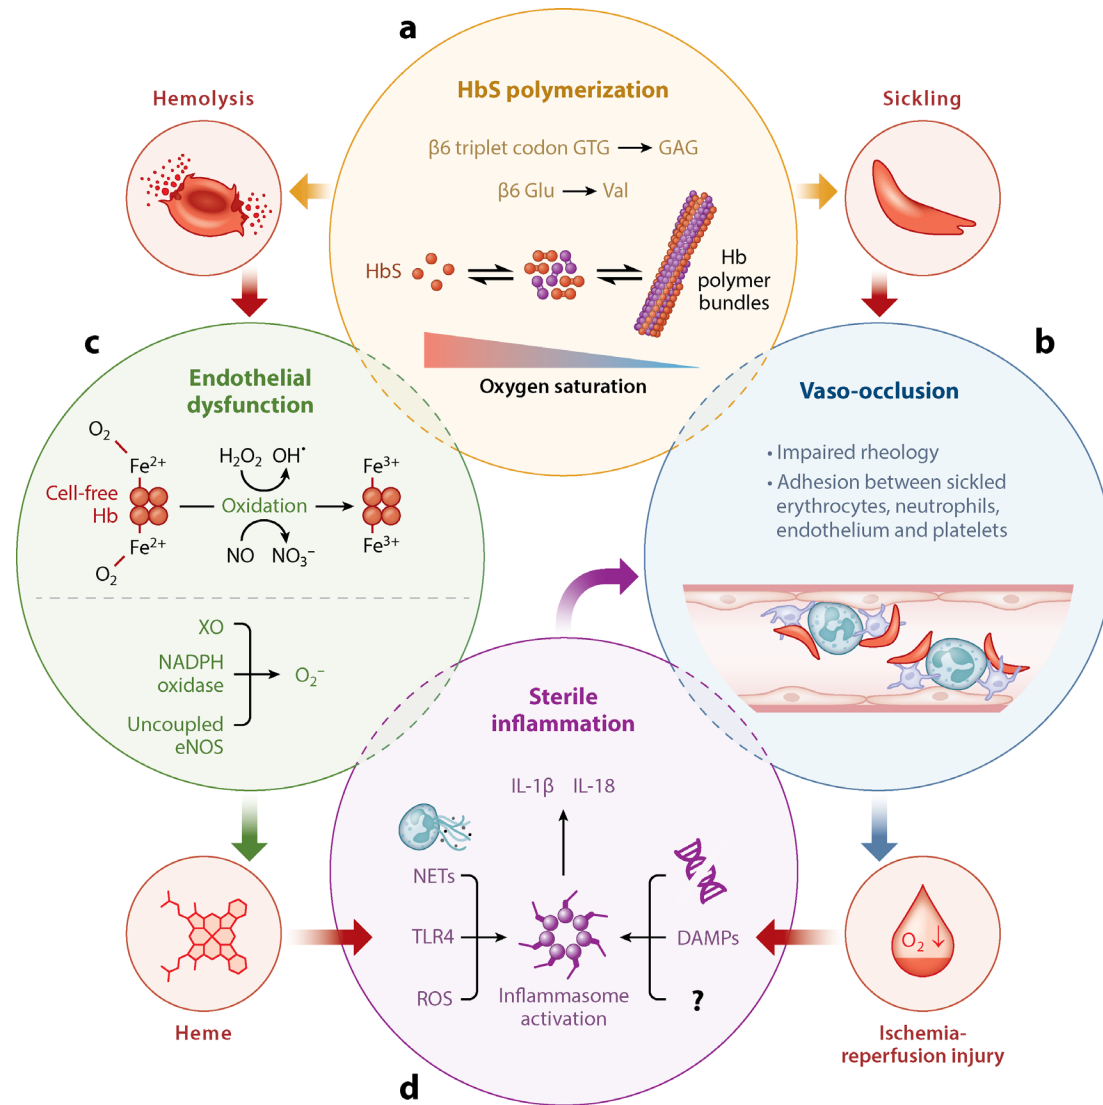 a
HbS polymerization
β6 triplet codon GTG → GAG
β6 Glu → Val
HbS
Hb
polymer
bundles
Oxygen saturation
Hemolysis
Sickling
b
Vaso-occlusion
• Impaired rheology
• Adhesion between sickled
erythrocytes, neutrophils,
endothelium and platelets
c
Endothelial
dysfunction
O₂
Fe²⁺
Cell-free
Hb
Fe²⁺
O₂
H₂O₂ OH•
Oxidation
NO NO₃⁻
Fe³⁺
Fe³⁺
XO
NADPH
oxidase
Uncoupled
eNOS
O₂⁻
Sterile
inflammation
IL-1β IL-18
NETs
TLR4
ROS
Inflammasome
activation
DAMPs
?
d
Heme
O₂ ↓
Ischemia-
reperfusion injury